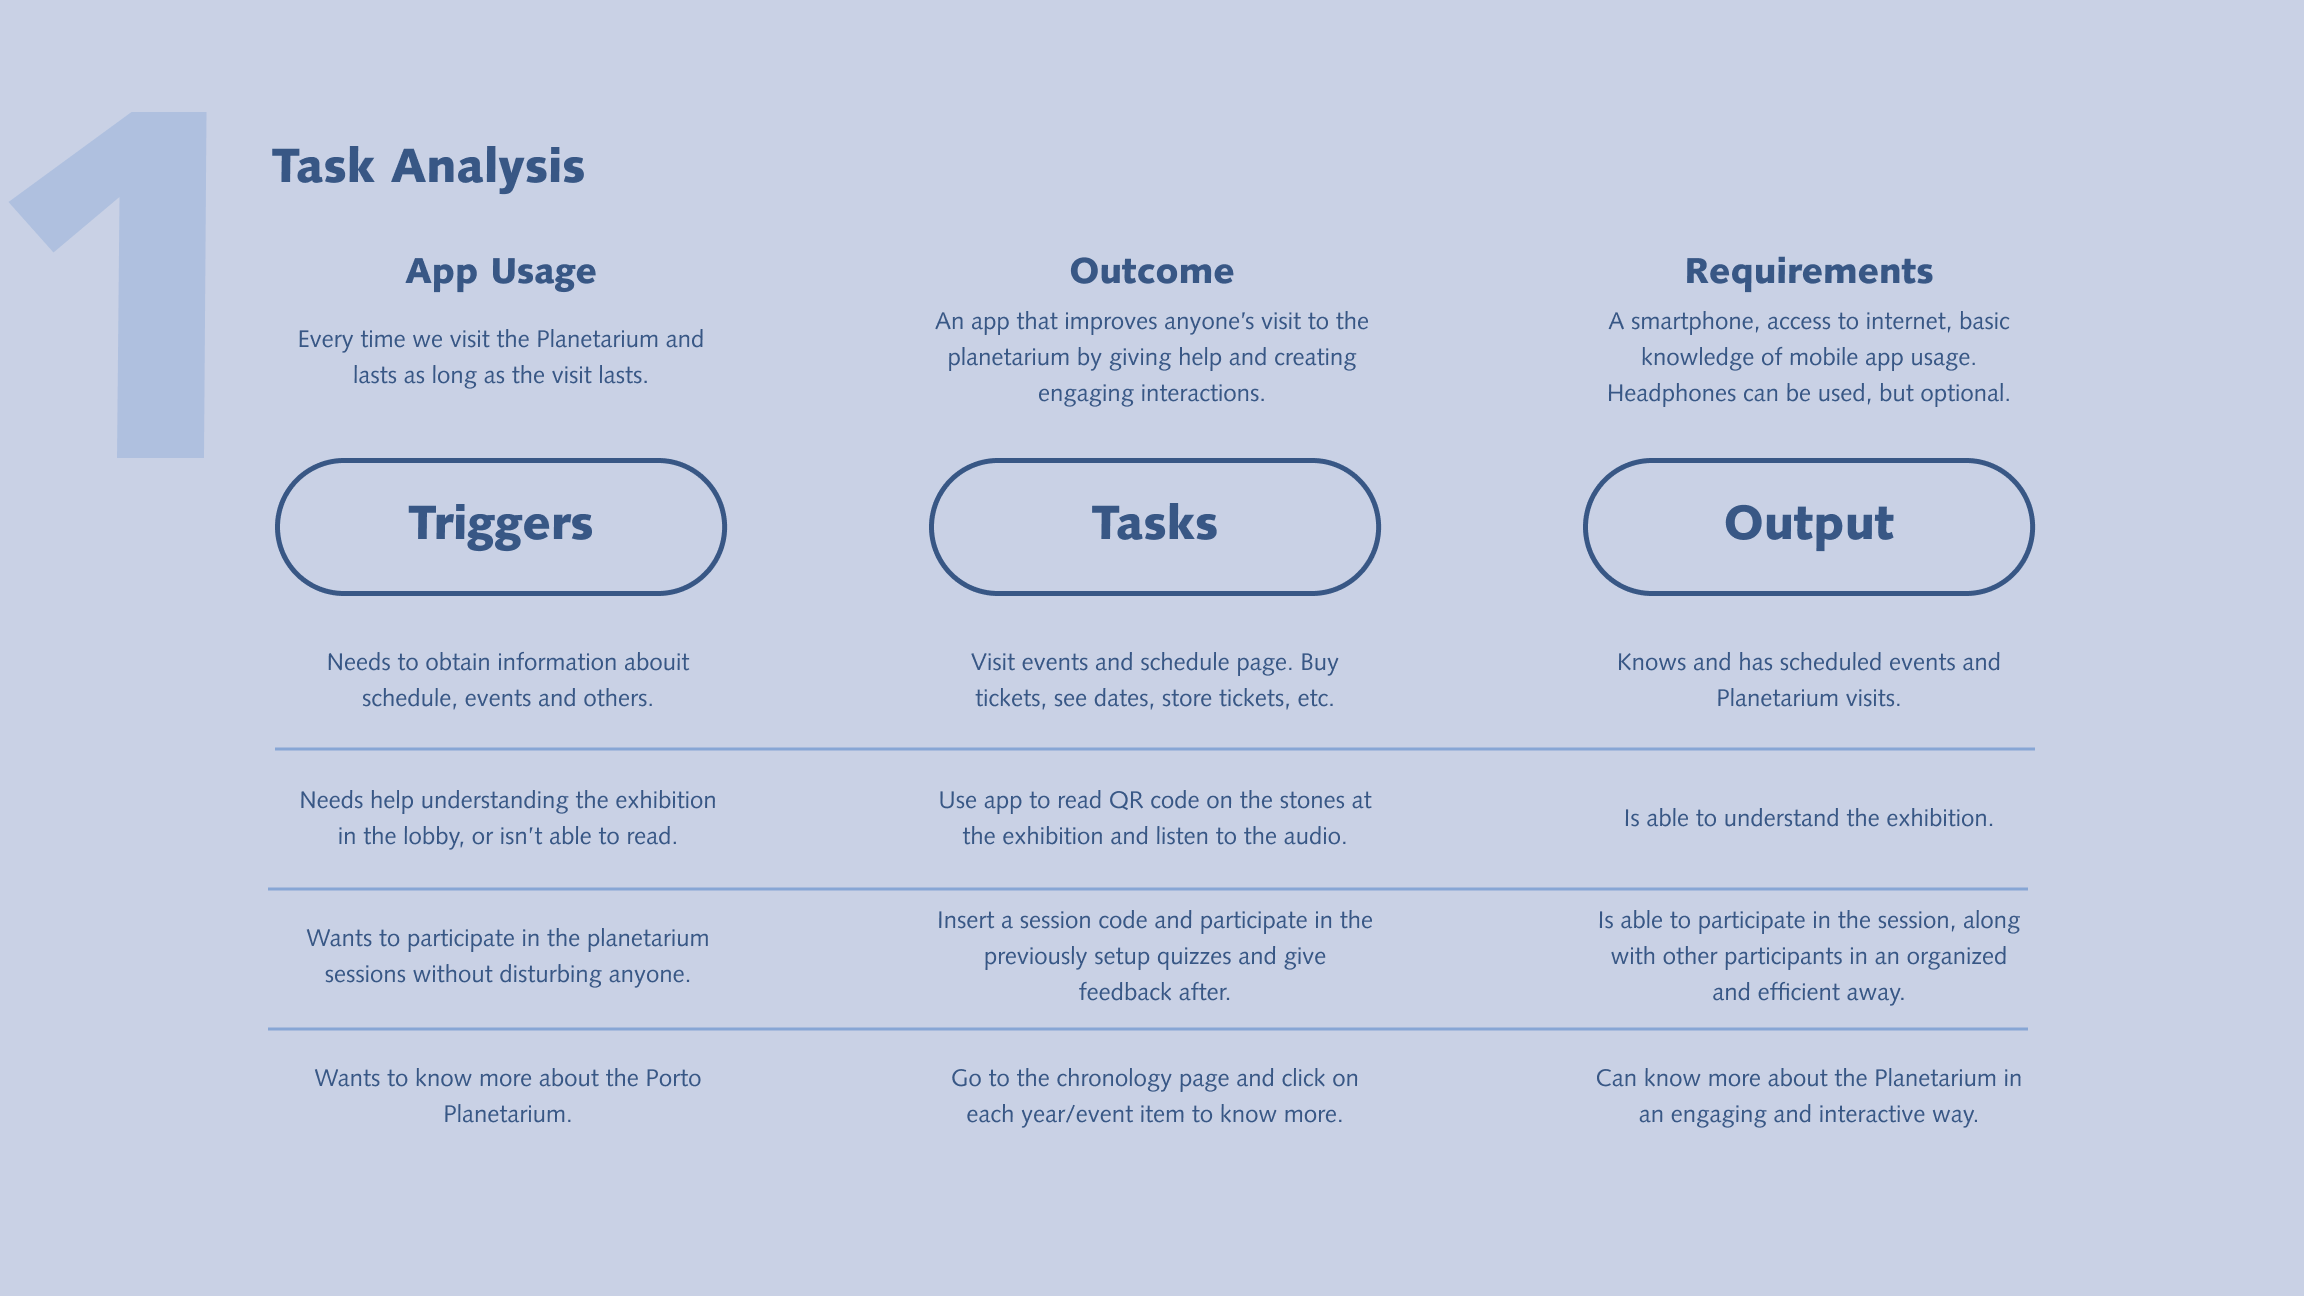 1
Task Analysis
App Usage
Every time we visit the Planetarium and
lasts as long as the visit lasts.
Outcome
An app that improves anyone's visit to the
planetarium by giving help and creating
engaging interactions.
Requirements
A smartphone, access to internet, basic
knowledge of mobile app usage.
Headphones can be used, but optional.
Triggers
Tasks
Output
Needs to obtain information abouit
schedule, events and others.
Visit events and schedule page. Buy
tickets, see dates, store tickets, etc.
Knows and has scheduled events and
Planetarium visits.
Needs help understanding the exhibition
in the lobby, or isn't able to read.
Use app to read QR code on the stones at
the exhibition and listen to the audio.
Is able to understand the exhibition.
Wants to participate in the planetarium
sessions without disturbing anyone.
Insert a session code and participate in the
previously setup quizzes and give
feedback after.
Is able to participate in the session, along
with other participants in an organized
and efficient away.
Wants to know more about the Porto
Planetarium.
Go to the chronology page and click on
each year/event item to know more.
Can know more about the Planetarium in
an engaging and interactive way.